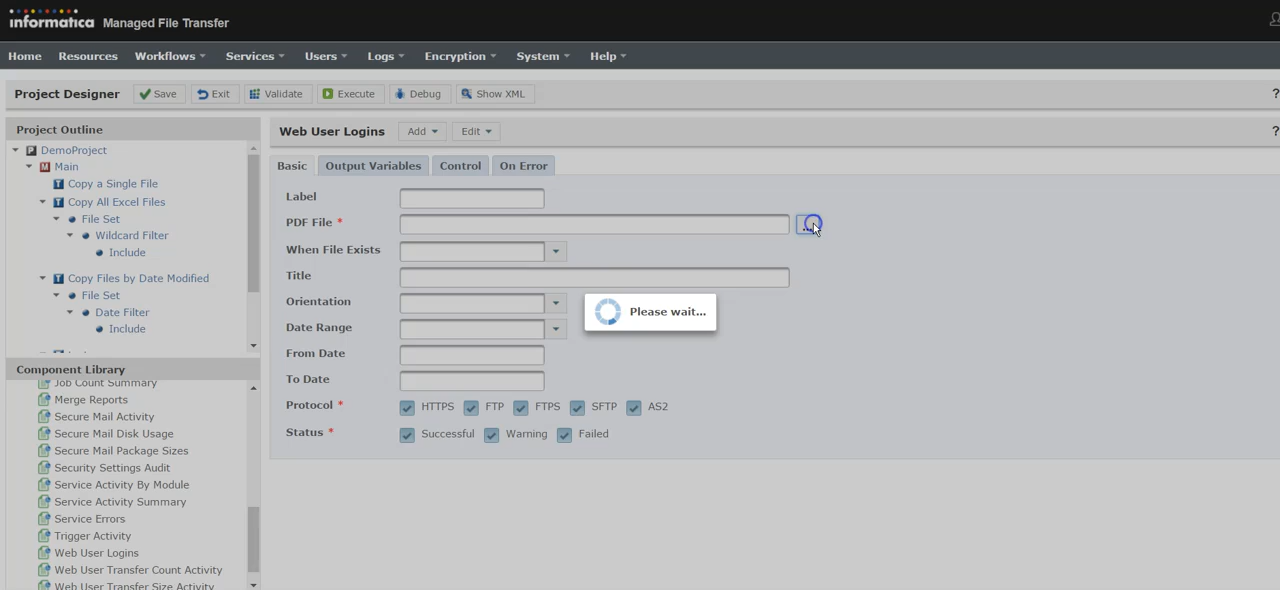 informatica Managed File Transfer
Home Resources Workflows Services Users Logs Encryption System Help
Project Designer Save Exit Validate Execute Debug Show XML ?
Project Outline
DemoProject
Main
Copy a Single File
Copy All Excel Files
File Set
Wildcard Filter
Include
Copy Files by Date Modified
File Set
Date Filter
Include
Component Library
Job Count Summary
Merge Reports
Secure Mail Activity
Secure Mail Disk Usage
Secure Mail Package Sizes
Security Settings Audit
Service Activity By Module
Service Activity Summary
Service Errors
Trigger Activity
Web User Logins
Web User Transfer Count Activity
Web User Transfer Size Activity
Web User Logins Add Edit ?
Basic Output Variables Control On Error
Label
PDF File * ...
When File Exists
Title
Orientation
Date Range
From Date
To Date
Protocol * HTTPS FTP FTPS SFTP AS2
Status * Successful Warning Failed
Please wait...